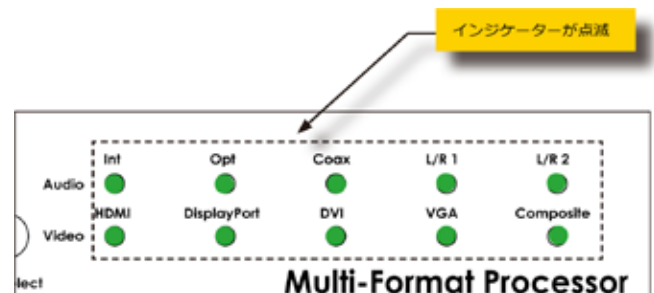 インジケーターが点滅
Int Opt Coax L/R 1 L/R 2
Audio
HDMI DisplayPort DVI VGA Composite
Video
lect
Multi-Format Processor